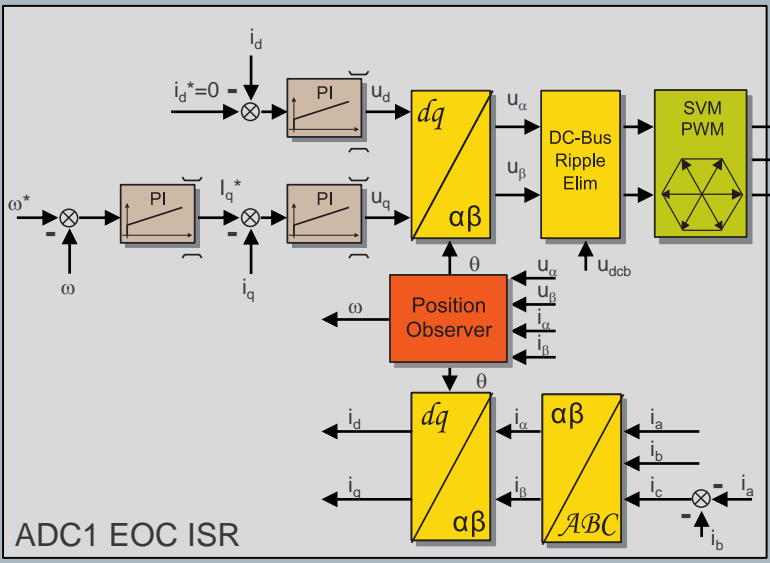 i_d
i_d*=0 -
PI
u_d
dq
αβ
u_α
u_β
DC-Bus
Ripple
Elim
SVM
PWM
ω*
-
ω
PI
I_q*
-
i_q
PI
u_q
θ
u_dcb
ω
Position
Observer
u_α
u_β
i_α
i_β
θ
i_d
i_q
dq
αβ
i_α
i_β
αβ
ABC
i_a
i_b
i_c
-
i_a
-
i_b
ADC1 EOC ISR